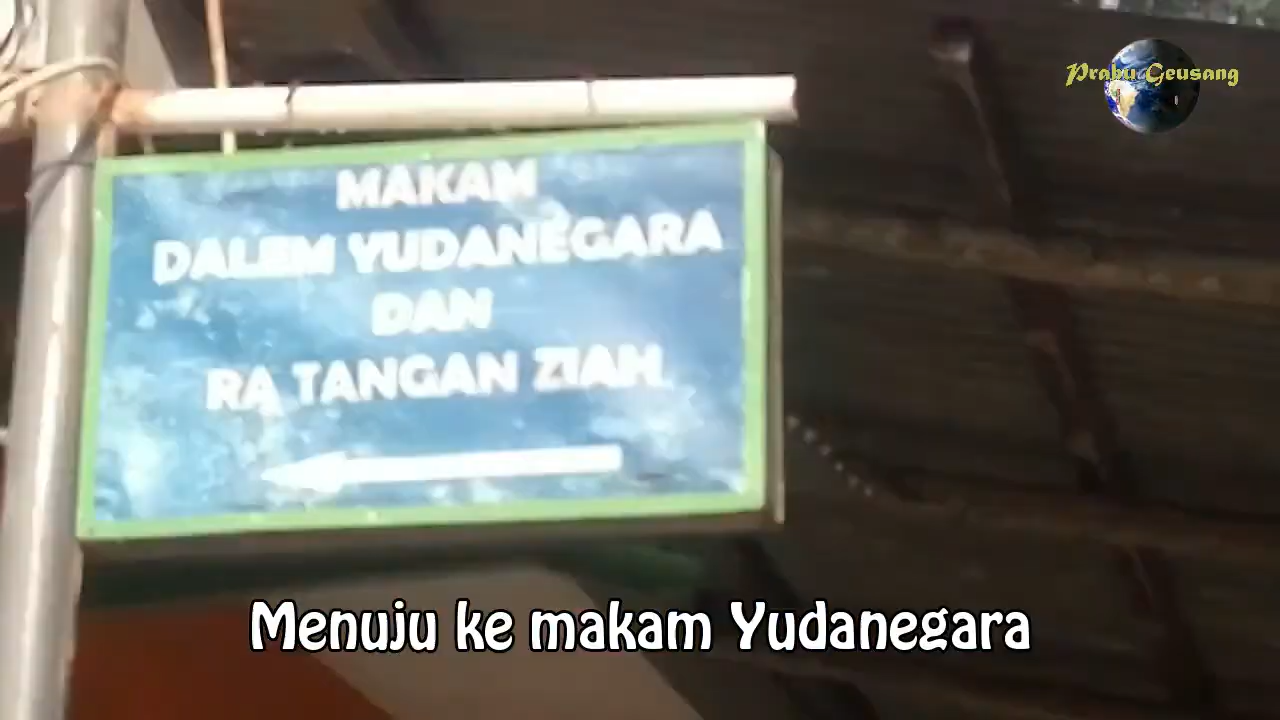 Prabu Geusang
MAKAM
DALEM YUDANEGARA
DAN
RA TANGAN ZIAH
Menuju ke makam Yudanegara